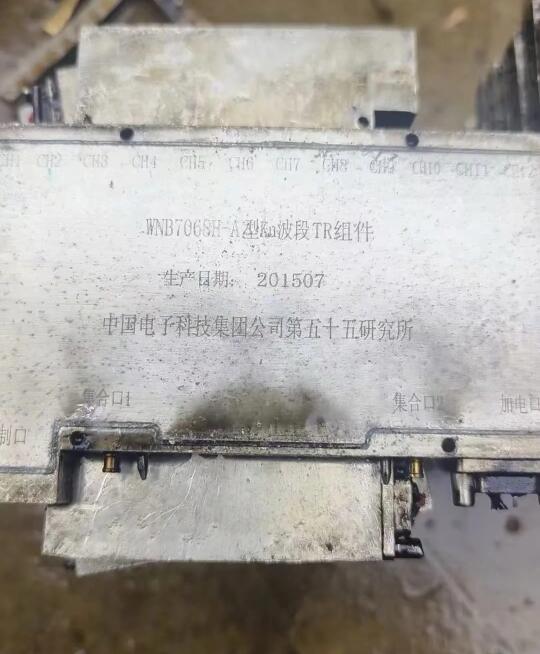 CH1 CH2 CH3 CH4 CH5 CH6 CH7 CH8 CH9 CH10 CH11 CH12
WNB7068H-A型Ku波段TR组件
生产日期: 201507
中国电子科技集团公司第五十五研究所
集合口1 集合口2 加电口
制口